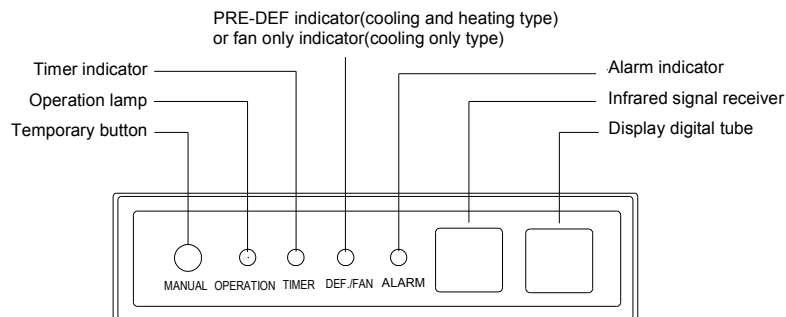 PRE-DEF indicator(cooling and heating type)
or fan only indicator(cooling only type)
Timer indicator
Operation lamp
Temporary button
Alarm indicator
Infrared signal receiver
Display digital tube
MANUAL OPERATION TIMER DEF./FAN ALARM